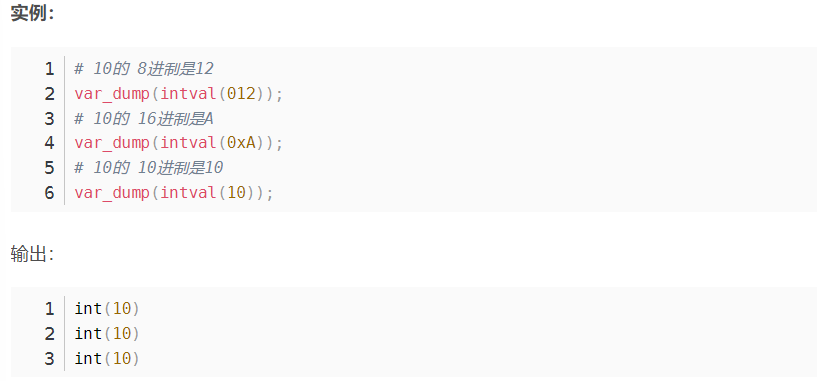 实例：
1 # 10的 8进制是12
2 var_dump(intval(012));
3 # 10的 16进制是A
4 var_dump(intval(0xA));
5 # 10的 10进制是10
6 var_dump(intval(10));
输出：
1 int(10)
2 int(10)
3 int(10)